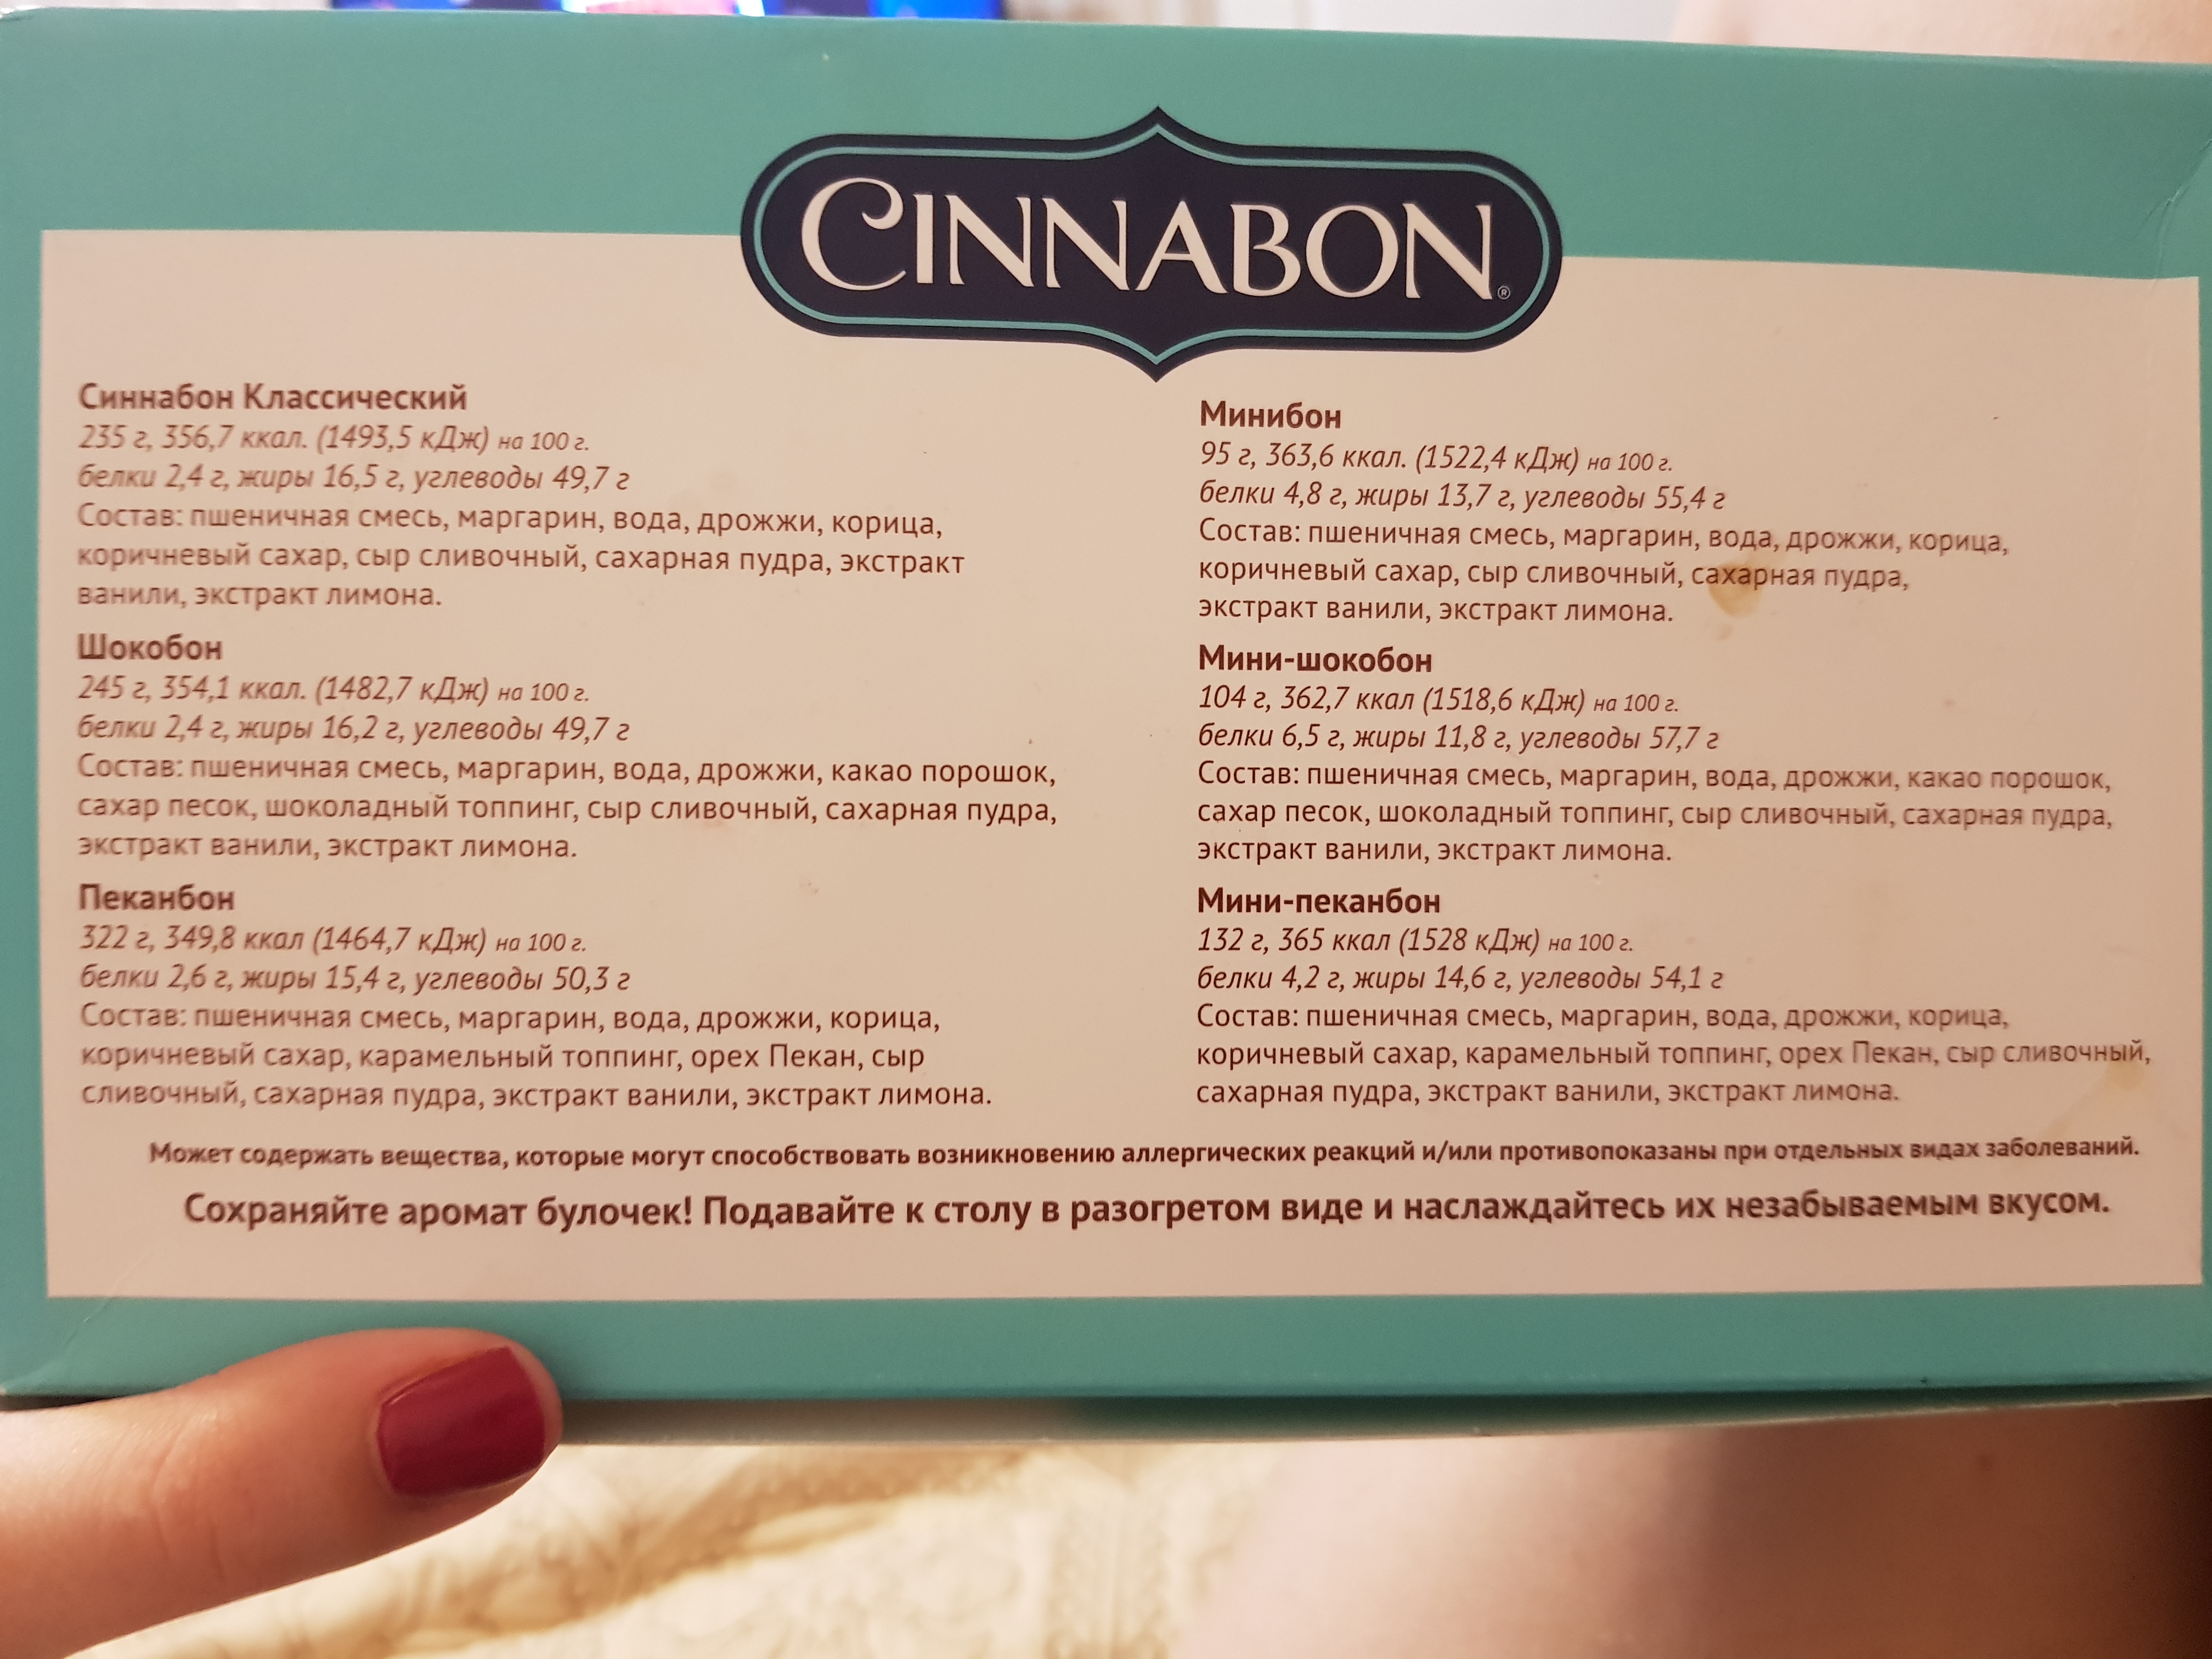 CINNABON®
Синнабон Классический
235 г, 356,7 ккал. (1493,5 кДж) на 100 г.
белки 2,4 г, жиры 16,5 г, углеводы 49,7 г
Состав: пшеничная смесь, маргарин, вода, дрожжи, корица,
коричневый сахар, сыр сливочный, сахарная пудра, экстракт
ванили, экстракт лимона.
Шокобон
245 г, 354,1 ккал. (1482,7 кДж) на 100 г.
белки 2,4 г, жиры 16,2 г, углеводы 49,7 г
Состав: пшеничная смесь, маргарин, вода, дрожжи, какао порошок,
сахар песок, шоколадный топпинг, сыр сливочный, сахарная пудра,
экстракт ванили, экстракт лимона.
Пеканбон
322 г, 349,8 ккал (1464,7 кДж) на 100 г.
белки 2,6 г, жиры 15,4 г, углеводы 50,3 г
Состав: пшеничная смесь, маргарин, вода, дрожжи, корица,
коричневый сахар, карамельный топпинг, орех Пекан, сыр
сливочный, сахарная пудра, экстракт ванили, экстракт лимона.
Минибон
95 г, 363,6 ккал. (1522,4 кДж) на 100 г.
белки 4,8 г, жиры 13,7 г, углеводы 55,4 г
Состав: пшеничная смесь, маргарин, вода, дрожжи, корица,
коричневый сахар, сыр сливочный, сахарная пудра,
экстракт ванили, экстракт лимона.
Мини-шокобон
104 г, 362,7 ккал (1518,6 кДж) на 100 г.
белки 6,5 г, жиры 11,8 г, углеводы 57,7 г
Состав: пшеничная смесь, маргарин, вода, дрожжи, какао порошок,
сахар песок, шоколадный топпинг, сыр сливочный, сахарная пудра,
экстракт ванили, экстракт лимона.
Мини-пеканбон
132 г, 365 ккал (1528 кДж) на 100 г.
белки 4,2 г, жиры 14,6 г, углеводы 54,1 г
Состав: пшеничная смесь, маргарин, вода, дрожжи, корица,
коричневый сахар, карамельный топпинг, орех Пекан, сыр сливочный,
сахарная пудра, экстракт ванили, экстракт лимона.
Может содержать вещества, которые могут способствовать возникновению аллергических реакций и/или противопоказаны при отдельных видах заболеваний.
Сохраняйте аромат булочек! Подавайте к столу в разогретом виде и наслаждайтесь их незабываемым вкусом.